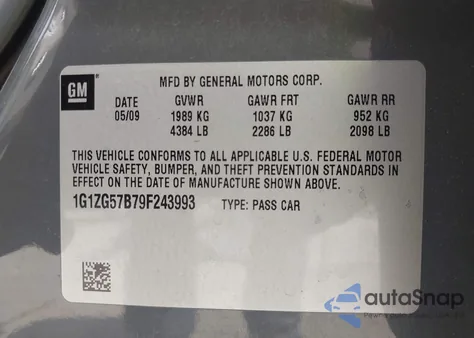 GM
MFD BY GENERAL MOTORS CORP.
DATE GVWR GAWR FRT GAWR RR
05/09 1989 KG 1037 KG 952 KG
4384 LB 2286 LB 2098 LB
THIS VEHICLE CONFORMS TO ALL APPLICABLE U.S. FEDERAL MOTOR
VEHICLE SAFETY, BUMPER, AND THEFT PREVENTION STANDARDS IN
EFFECT ON THE DATE OF MANUFACTURE SHOWN ABOVE.
1G1ZG57B79F243993 TYPE: PASS CAR
autoSnap